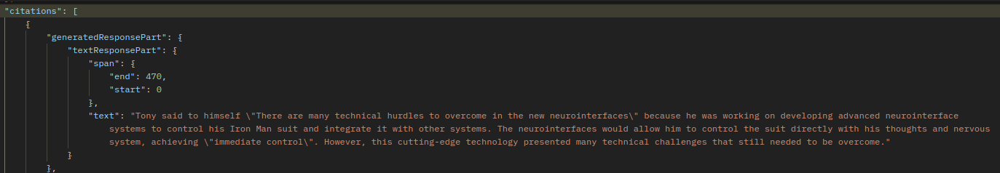 "citations": [
{
"generatedResponsePart": {
"textResponsePart": {
"span": {
"end": 470,
"start": 0
},
"text": "Tony said to himself \"There are many technical hurdles to overcome in the new neurointerfaces\" because he was working on developing advanced neurointerface
systems to control his Iron Man suit and integrate it with other systems. The neurointerfaces would allow him to control the suit directly with his thoughts and nervous
system, achieving \"immediate control\". However, this cutting-edge technology presented many technical challenges that still needed to be overcome."
}
},